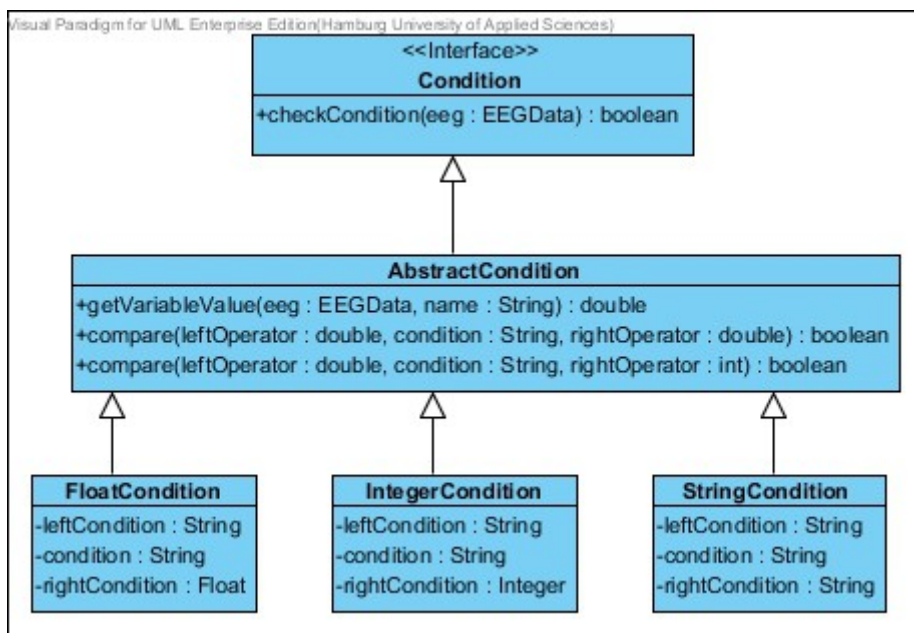 Visual Paradigm for UML Enterprise Edition(Hamburg University of Applied Sciences)
<<Interface>>
Condition
+checkCondition(eeg : EEGData) : boolean
AbstractCondition
+getVariableValue(eeg : EEGData, name : String) : double
+compare(leftOperator : double, condition : String, rightOperator : double) : boolean
+compare(leftOperator : double, condition : String, rightOperator : int) : boolean
FloatCondition
-leftCondition : String
-condition : String
-rightCondition : Float
IntegerCondition
-leftCondition : String
-condition : String
-rightCondition : Integer
StringCondition
-leftCondition : String
-condition : String
-rightCondition : String